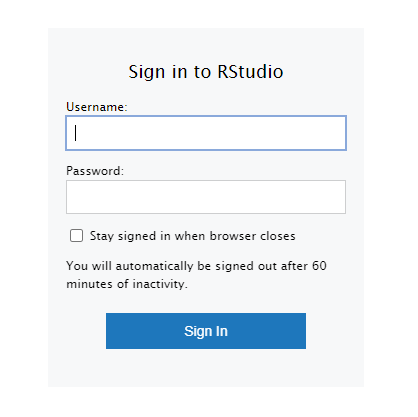 Sign in to RStudio
Username:
Password:
Stay signed in when browser closes
You will automatically be signed out after 60
minutes of inactivity.
Sign In